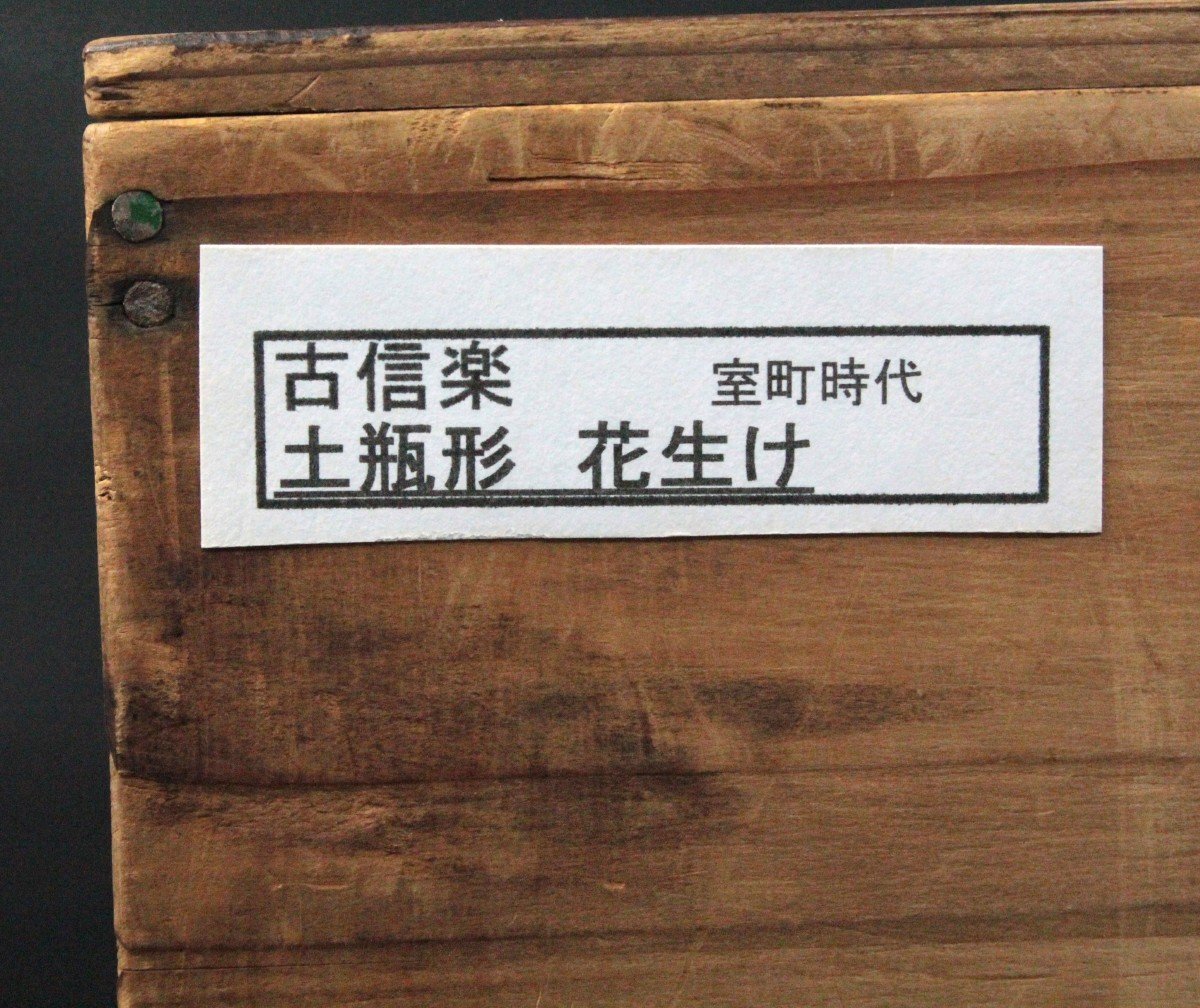 古信楽 室町時代
土瓶形 花生け